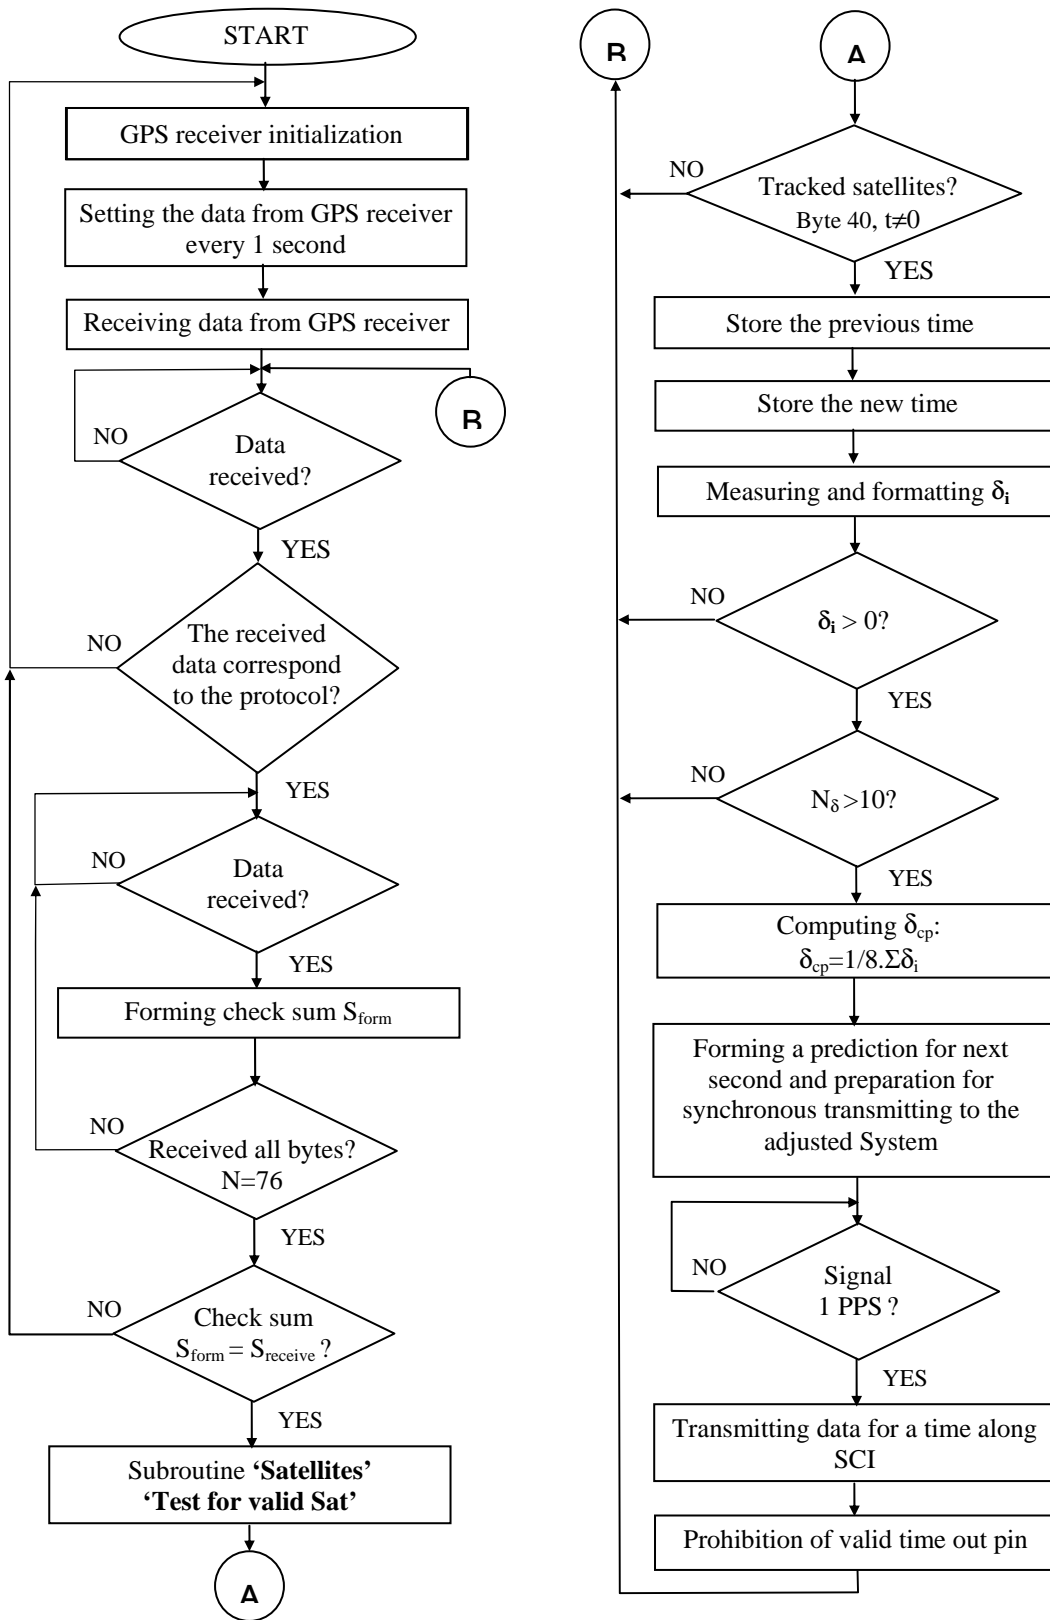 START
GPS receiver initialization
Setting the data from GPS receiver
every 1 second
Receiving data from GPS receiver
B
NO
Data
received?
YES
NO
The received
data correspond
to the protocol?
YES
NO
Data
received?
YES
Forming check sum S_form
NO
Received all bytes?
N=76
YES
NO
Check sum
S_form = S_receive ?
YES
Subroutine ‘Satellites’
‘Test for valid Sat’
A
B
A
NO
Tracked satellites?
Byte 40, t≠0
YES
Store the previous time
Store the new time
Measuring and formatting δ_i
NO
δ_i > 0?
YES
NO
N_δ >10?
YES
Computing δ_cp:
δ_cp=1/8.Σδ_i
Forming a prediction for next
second and preparation for
synchronous transmitting to the
adjusted System
NO
Signal
1 PPS ?
YES
Transmitting data for a time along
SCI
Prohibition of valid time out pin